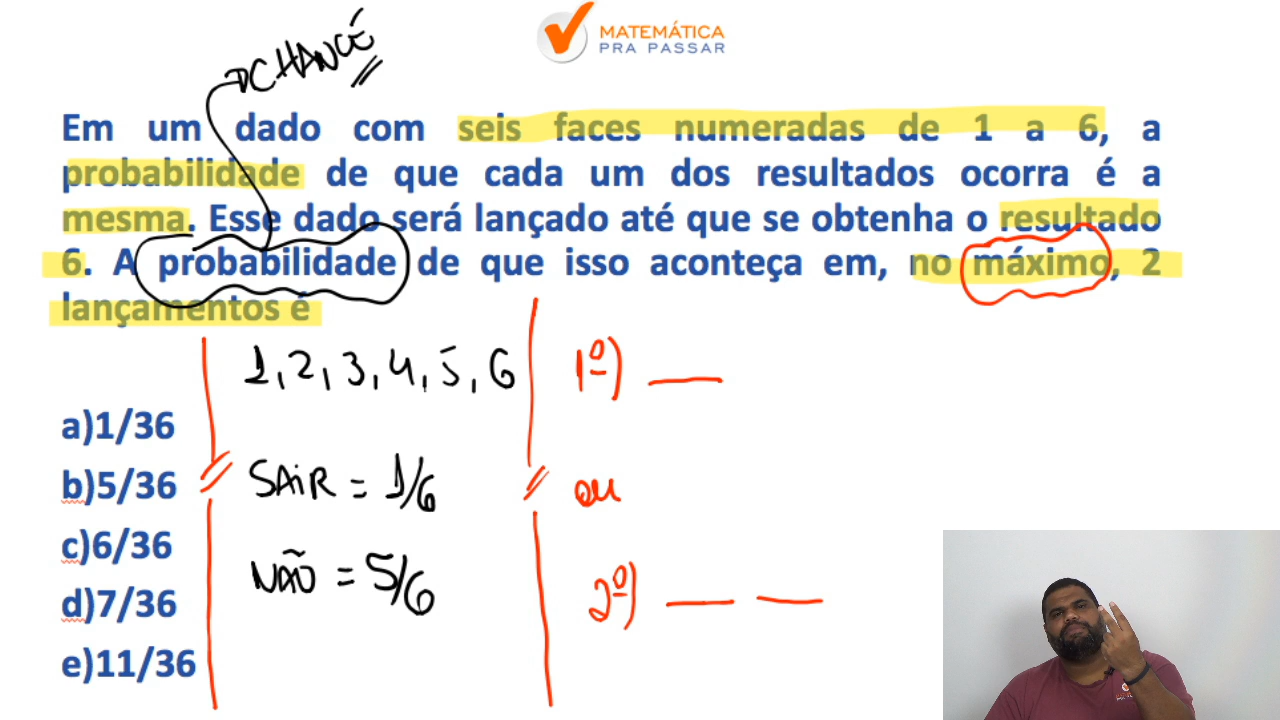 MATEMÁTICA
PRA PASSAR
CHANCE
Em um dado com seis faces numeradas de 1 a 6, a
probabilidade de que cada um dos resultados ocorra é a
mesma. Esse dado será lançado até que se obtenha o resultado
6. A probabilidade de que isso aconteça em, no máximo, 2
lançamentos é
a)1/36
b)5/36
c)6/36
d)7/36
e)11/36
1, 2, 3, 4, 5, 6
SAiR = 1/6
NÃO = 5/6
1º)
ou
2º)